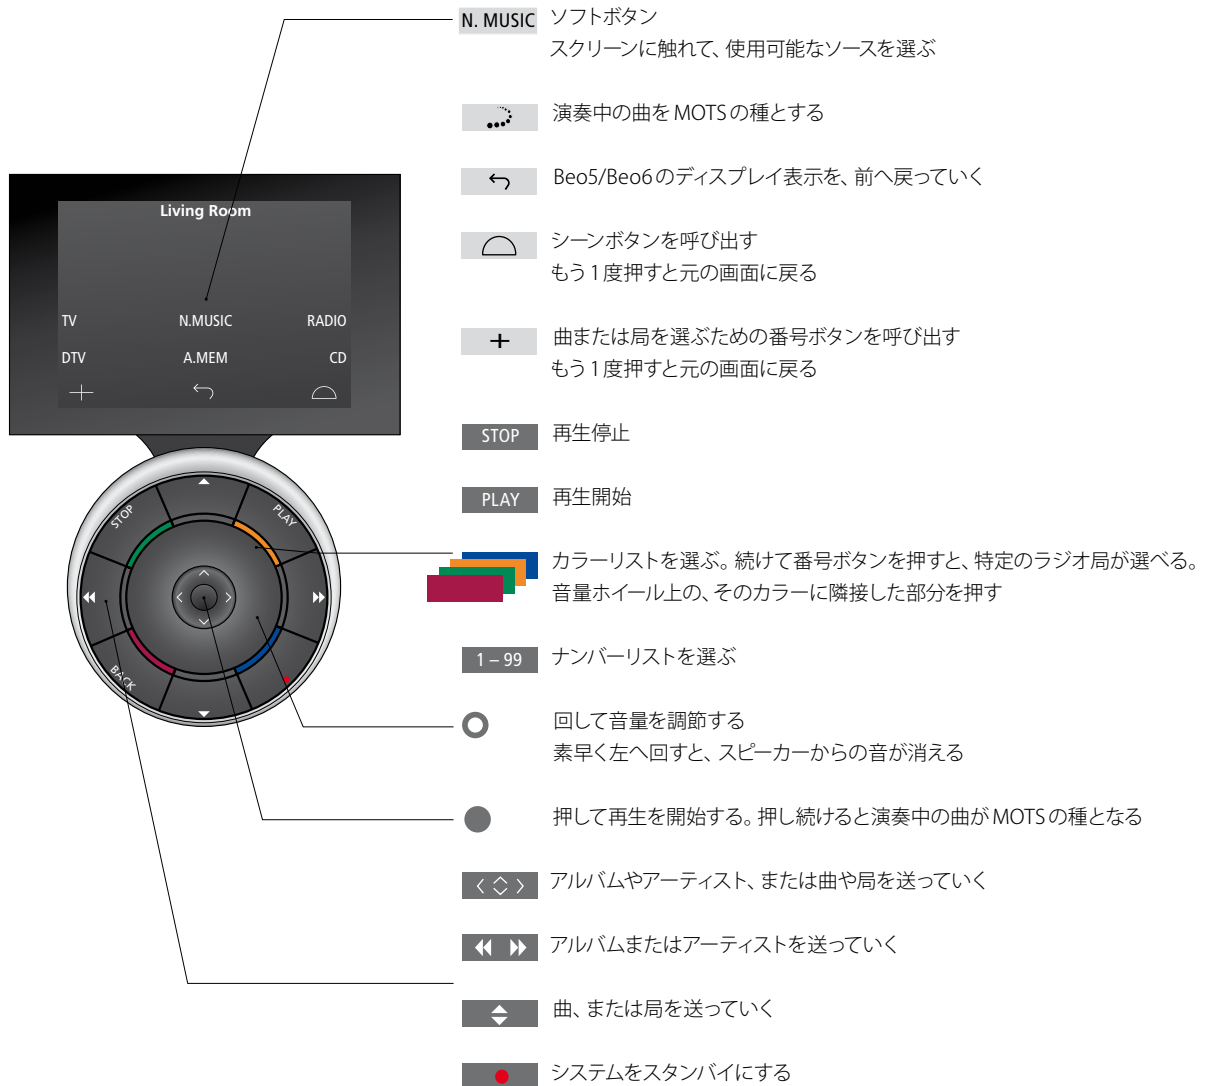 N. MUSIC ソフトボタン
スクリーンに触れて、使用可能なソースを選ぶ
演奏中の曲を MOTS の種とする
Beo5/Beo6 のディスプレイ表示を、前へ戻っていく
シーンボタンを呼び出す
もう 1 度押すと元の画面に戻る
曲または局を選ぶための番号ボタンを呼び出す
もう 1 度押すと元の画面に戻る
STOP 再生停止
PLAY 再生開始
カラーリストを選ぶ。続けて番号ボタンを押すと、特定のラジオ局が選べる。
音量ホイール上の、そのカラーに隣接した部分を押す
1 – 99 ナンバーリストを選ぶ
回して音量を調節する
素早く左へ回すと、スピーカーからの音が消える
押して再生を開始する。押し続けると演奏中の曲が MOTS の種となる
アルバムやアーティスト、または曲や局を送っていく
アルバムまたはアーティストを送っていく
曲、または局を送っていく
システムをスタンバイにする
Living Room
TV N.MUSIC RADIO
DTV A.MEM CD
STOP PLAY
BACK